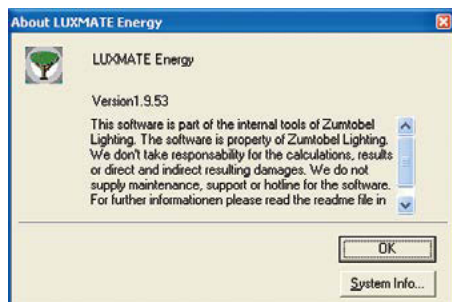 About LUXMATE Energy
LUXMATE Energy
Version1.9.53
This software is part of the internal tools of Zumtobel
Lighting. The software is property of Zumtobel Lighting.
We don't take responsability for the calculations, results
or direct and indirect resulting damages. We do not
supply maintenance, support or hotline for the software.
For further informationen please read the readme file in
OK
System Info...